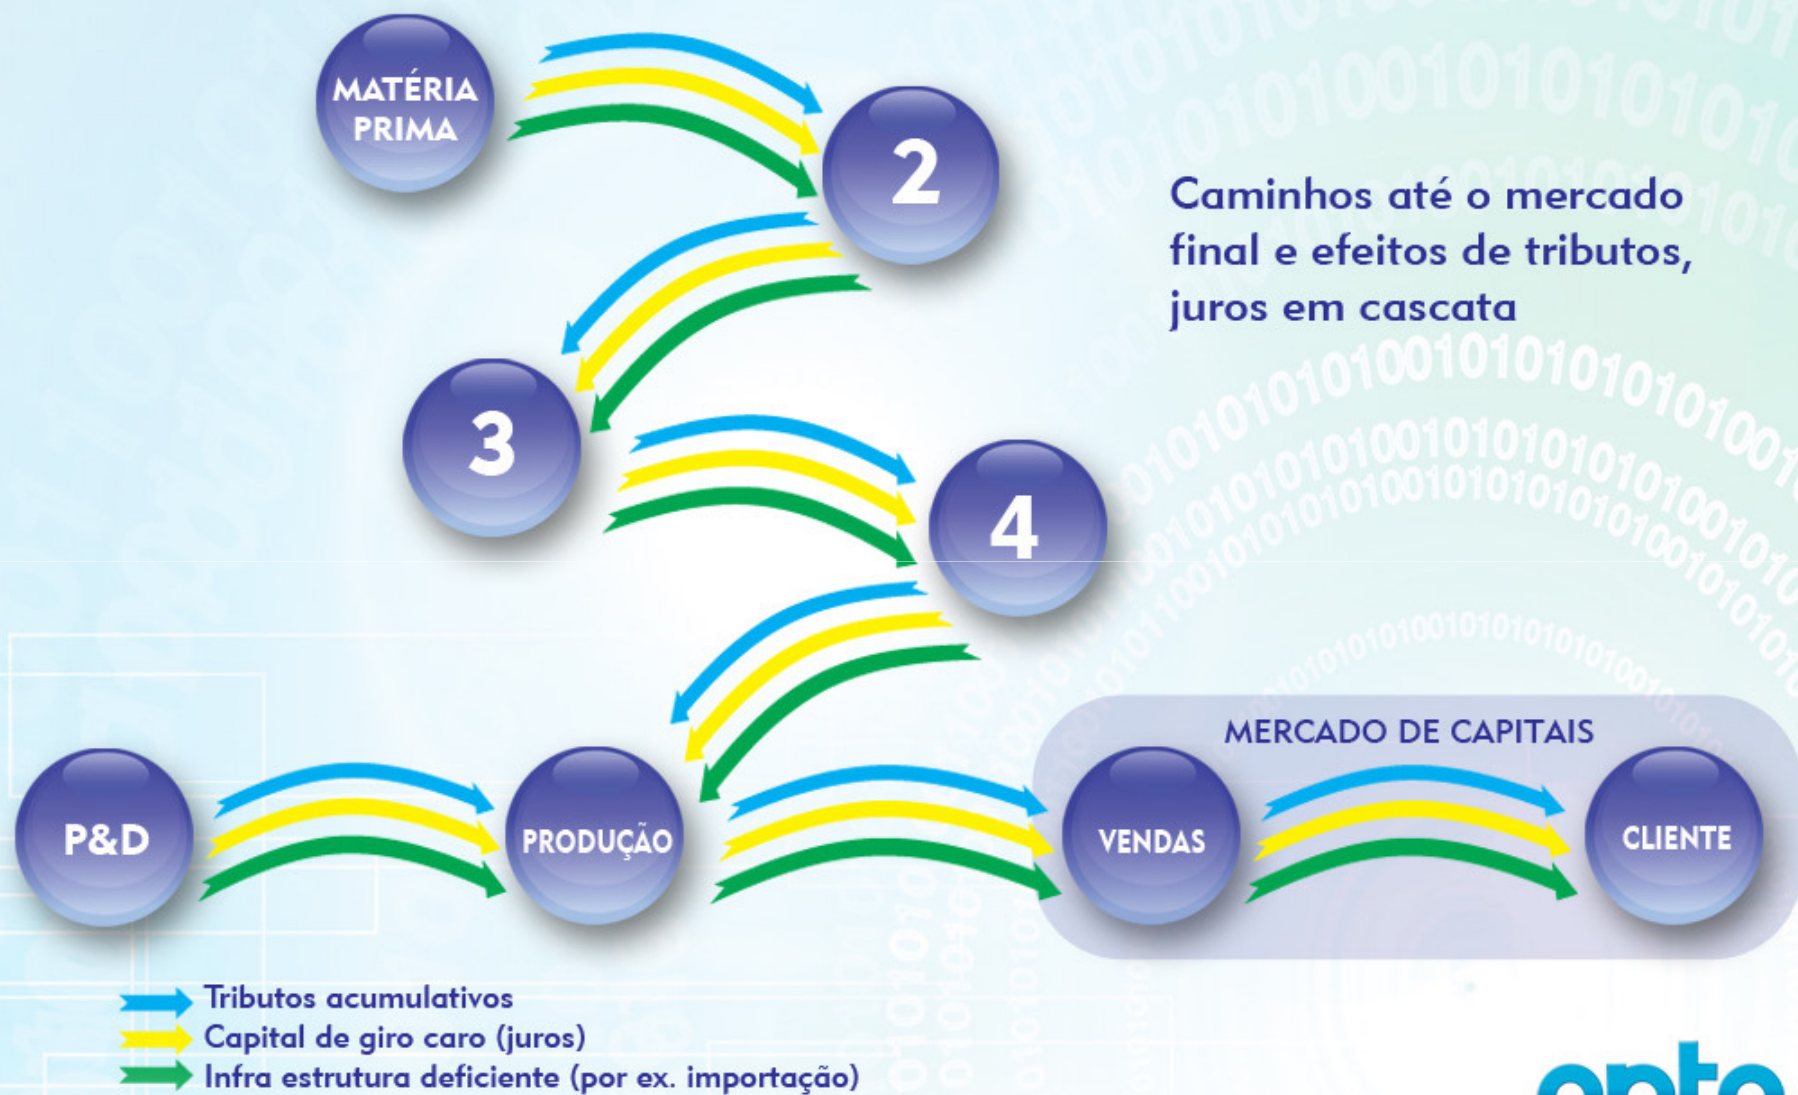 MATÉRIA
PRIMA
2
Caminhos até o mercado
final e efeitos de tributos,
juros em cascata
3
4
MERCADO DE CAPITAIS
P&D
PRODUÇÃO
VENDAS
CLIENTE
Tributos acumulativos
Capital de giro caro (juros)
Infra estrutura deficiente (por ex. importação)
opto